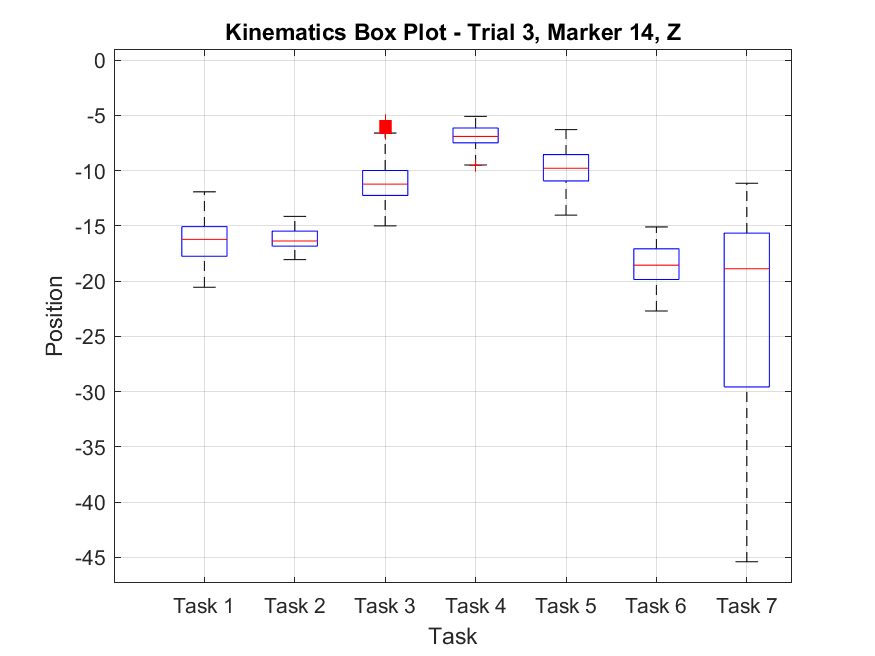 Kinematics Box Plot - Trial 3, Marker 14, Z
0
-5
-10
-15
-20
-25
-30
-35
-40
-45
Position
Task 1 Task 2 Task 3 Task 4 Task 5 Task 6 Task 7
Task